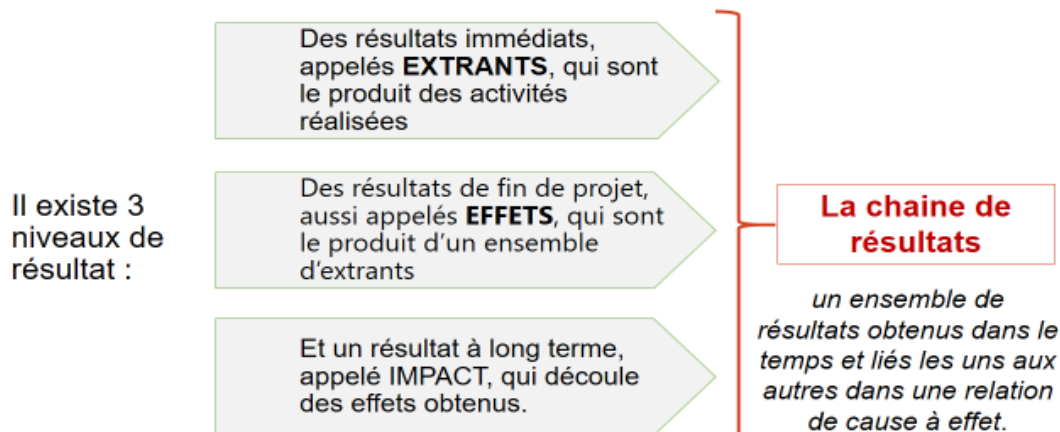 Il existe 3
niveaux de
résultat :
Des résultats immédiats,
appelés EXTRANTS, qui sont
le produit des activités
réalisées
Des résultats de fin de projet,
aussi appelés EFFETS, qui sont
le produit d’un ensemble
d’extrants
Et un résultat à long terme,
appelé IMPACT, qui découle
des effets obtenus.
La chaine de
résultats
un ensemble de
résultats obtenus dans le
temps et liés les uns aux
autres dans une relation
de cause à effet.